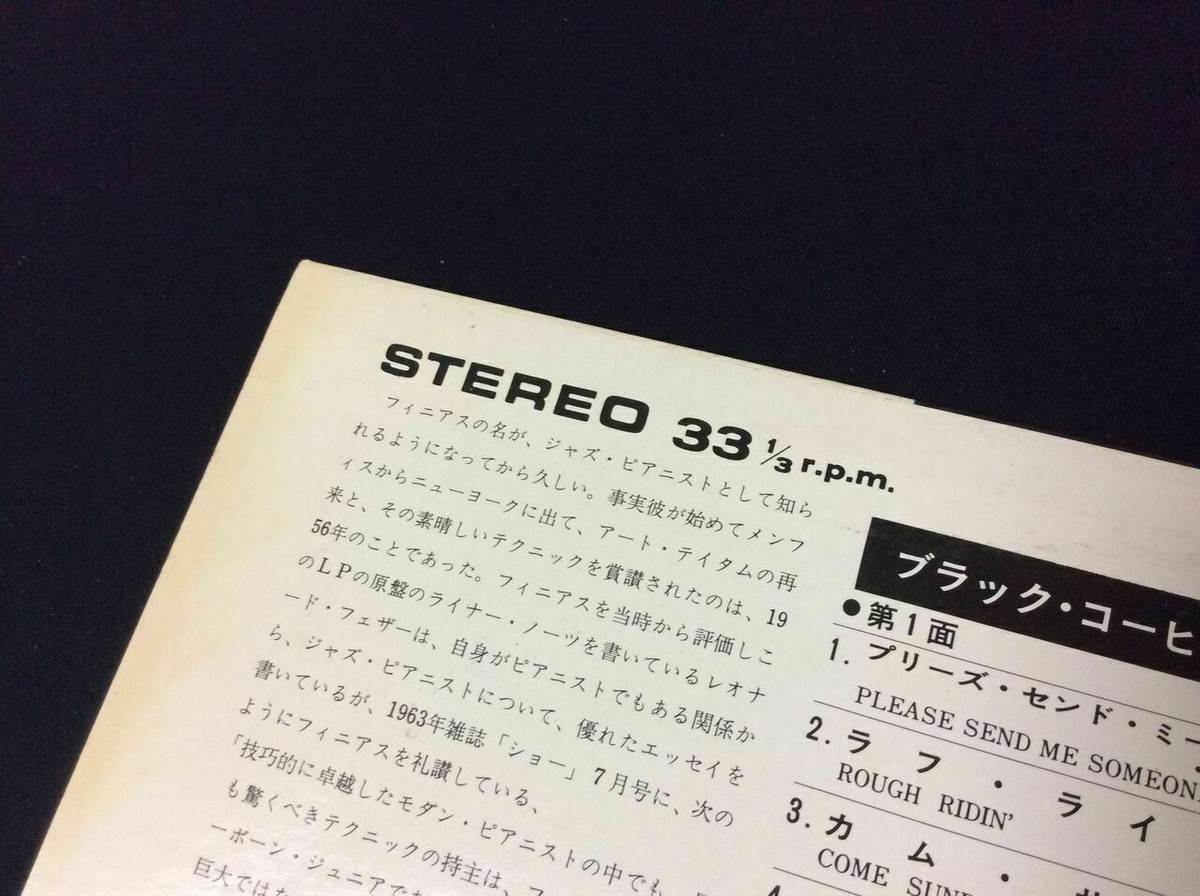 STEREO 33 1/3 r.p.m.
フィニアスの名が、ジャズ・ピアニストとして知ら
れるようになってから久しい。事実彼が始めてメンフ
ィスからニューヨークに出て、アート・テイタムの再
来と、その素晴しいテクニックを賞讃されたのは、19
56年のことであった。フィニアスを当時から評価しこ
のLPの原盤のライナー・ノーツを書いているレオナ
ード・フェザーは、自身がピアニストでもある関係か
ら、ジャズ・ピアニストについて、優れたエッセイを
書いているが、1963年雑誌「ショー」7月号に、次の
ようにフィニアスを礼讃している、
「技巧的に卓越したモダン・ピアニストの中でも、
も驚くべきテクニックの持主は、フ
ーボーン・ジュニアであ
巨大ではな
ブラック・コーヒ
●第1面
1. プリーズ・センド・ミー
PLEASE SEND ME SOMEON
2. ラフ・ライ
ROUGH RIDIN'
3. カム・
COME SUND